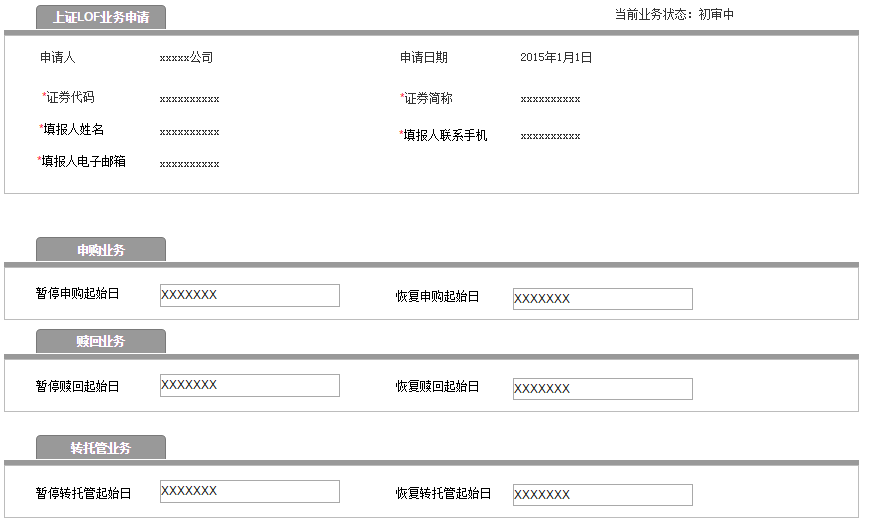 上证LOF业务申请 当前业务状态：初审中
申请人 xxxxx公司 申请日期 2015年1月1日
*证券代码 xxxxxxxxxx *证券简称 xxxxxxxxxx
*填报人姓名 xxxxxxxxxx *填报人联系手机 xxxxxxxxxx
*填报人电子邮箱 xxxxxxxxxx
申购业务
暂停申购起始日 XXXXXXX 恢复申购起始日 XXXXXXX
赎回业务
暂停赎回起始日 XXXXXXX 恢复赎回起始日 XXXXXXX
转托管业务
暂停转托管起始日 XXXXXXX 恢复转托管起始日 XXXXXXX